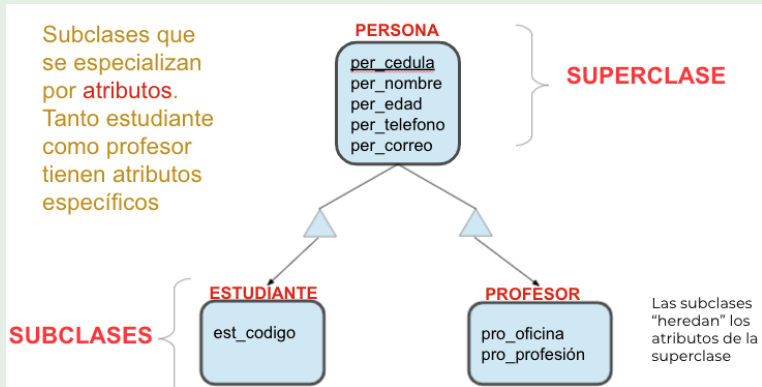 Subclases que
se especializan
por atributos.
Tanto estudiante
como profesor
tienen atributos
específicos
PERSONA
per_cedula
per_nombre
per_edad
per_telefono
per_correo
SUPERCLASE
SUBCLASES
ESTUDIANTE
est_codigo
PROFESOR
pro_oficina
pro_profesión
Las subclases
“heredan” los
atributos de la
superclase